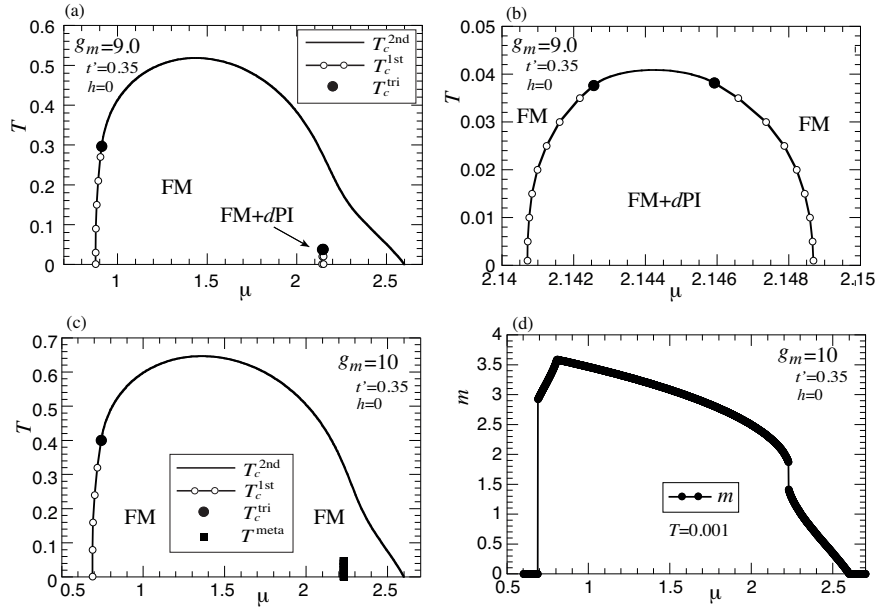 (a)
g_m=9.0
t'=0.35
h=0
T_c^2nd
T_c^1st
T_c^tri
FM
FM+dPI
T
0.6
0.5
0.4
0.3
0.2
0.1
0
1
1.5
2
2.5
μ
(b)
g_m=9.0
t'=0.35
h=0
FM
FM
FM+dPI
T
0.05
0.04
0.03
0.02
0.01
0
2.14
2.142
2.144
2.146
2.148
2.15
μ
(c)
g_m=10
t'=0.35
h=0
T_c^2nd
T_c^1st
T_c^tri
T^meta
FM
FM
T
0.7
0.6
0.5
0.4
0.3
0.2
0.1
0
0.5
1
1.5
2
2.5
μ
(d)
g_m=10
t'=0.35
h=0
m
T=0.001
m
4
3.5
3
2.5
2
1.5
1
0.5
0
0.5
1
1.5
2
2.5
μ